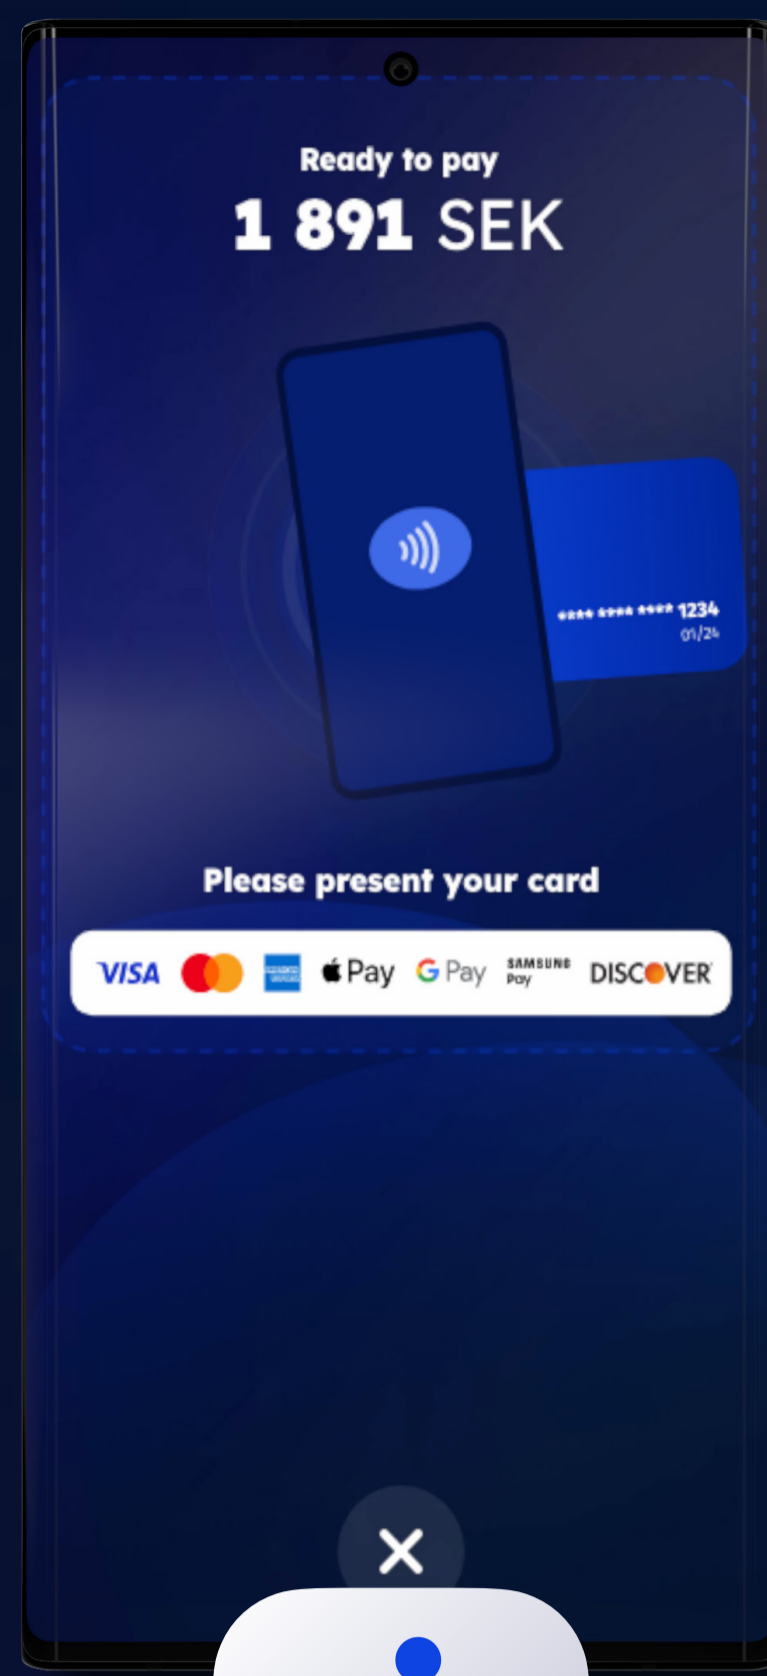 Ready to pay
1 891 SEK
**** **** **** 1234
01/24
Please present your card
VISA Pay G Pay SAMSUNG Pay DISCOVER